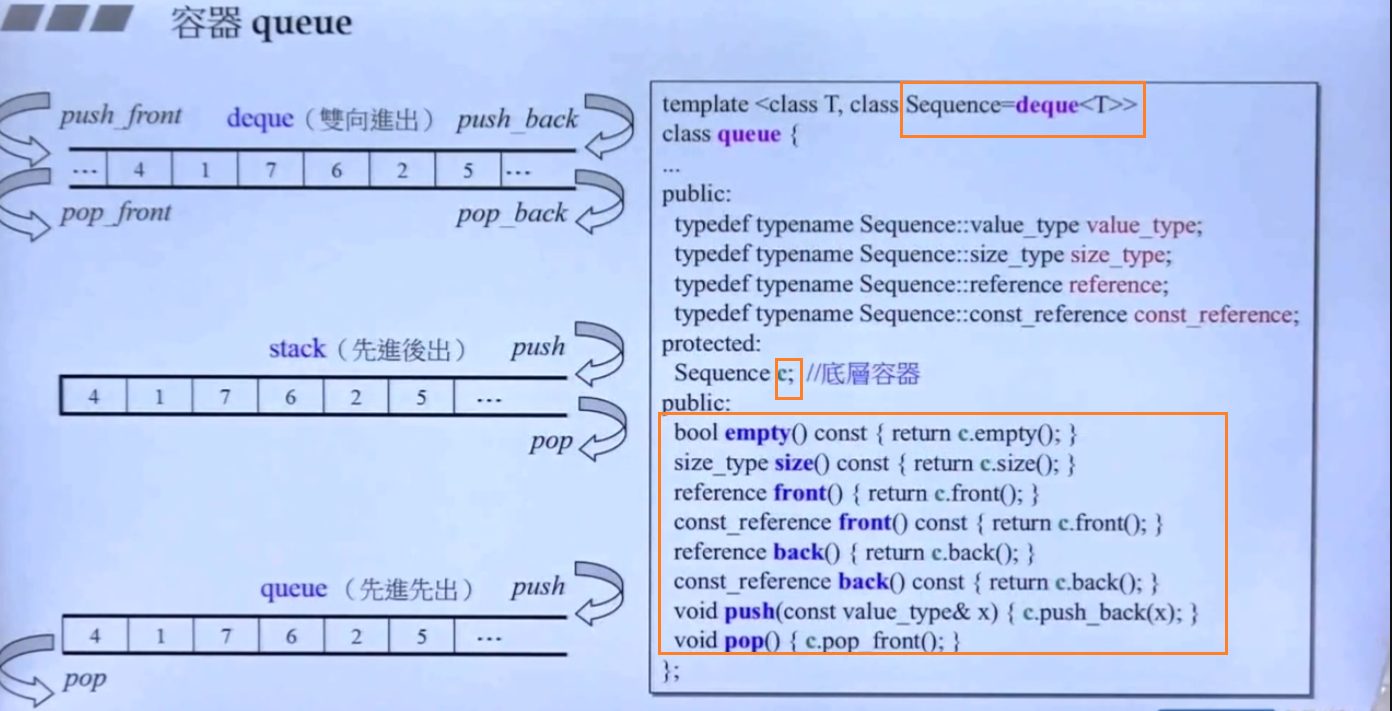 容器 queue
push_front deque（雙向進出） push_back
… 4 1 7 6 2 5 …
pop_front pop_back
stack（先進後出） push
4 1 7 6 2 5 …
pop
queue （先進先出） push
4 1 7 6 2 5 …
pop
template <class T, class Sequence=deque<T>>
class queue {
...
public:
typedef typename Sequence::value_type value_type;
typedef typename Sequence::size_type size_type;
typedef typename Sequence::reference reference;
typedef typename Sequence::const_reference const_reference;
protected:
Sequence c; //底層容器
public:
bool empty() const { return c.empty(); }
size_type size() const { return c.size(); }
reference front() { return c.front(); }
const_reference front() const { return c.front(); }
reference back() { return c.back(); }
const_reference back() const { return c.back(); }
void push(const value_type& x) { c.push_back(x); }
void pop() { c.pop_front(); }
};